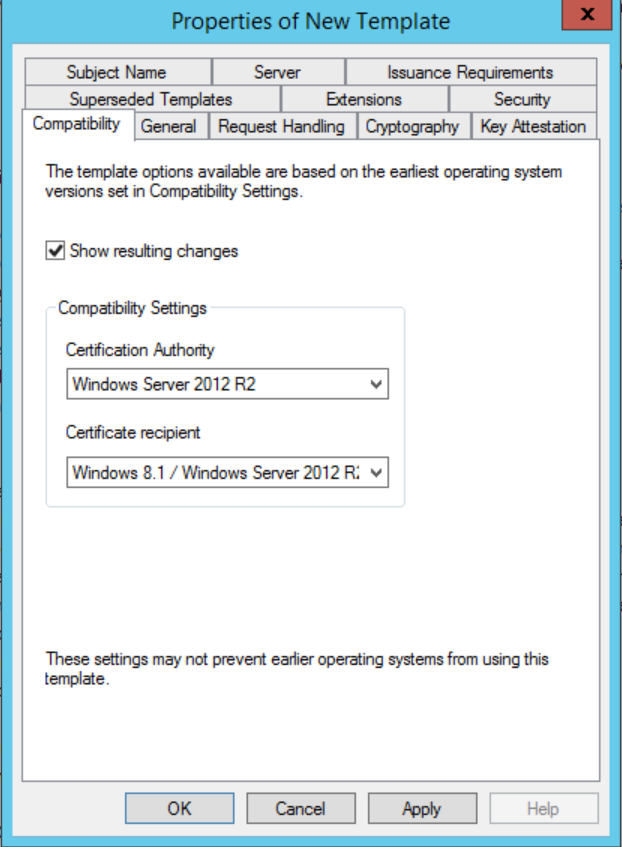 Properties of New Template
x
Subject Name Server Issuance Requirements
Superseded Templates Extensions Security
Compatibility General Request Handling Cryptography Key Attestation
The template options available are based on the earliest operating system
versions set in Compatibility Settings.
Show resulting changes
Compatibility Settings
Certification Authority
Windows Server 2012 R2
Certificate recipient
Windows 8.1 / Windows Server 2012 R2
These settings may not prevent earlier operating systems from using this
template.
OK Cancel Apply Help